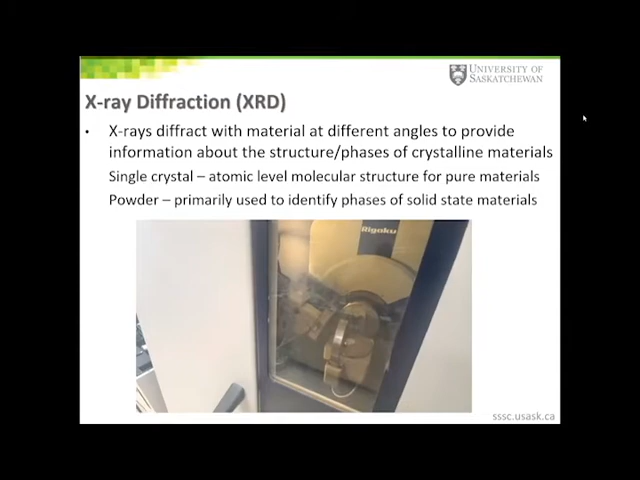 UNIVERSITY OF
SASKATCHEWAN
X-ray Diffraction (XRD)
• X-rays diffract with material at different angles to provide
information about the structure/phases of crystalline materials
Single crystal – atomic level molecular structure for pure materials
Powder – primarily used to identify phases of solid state materials
Rigaku
sssc.usask.ca